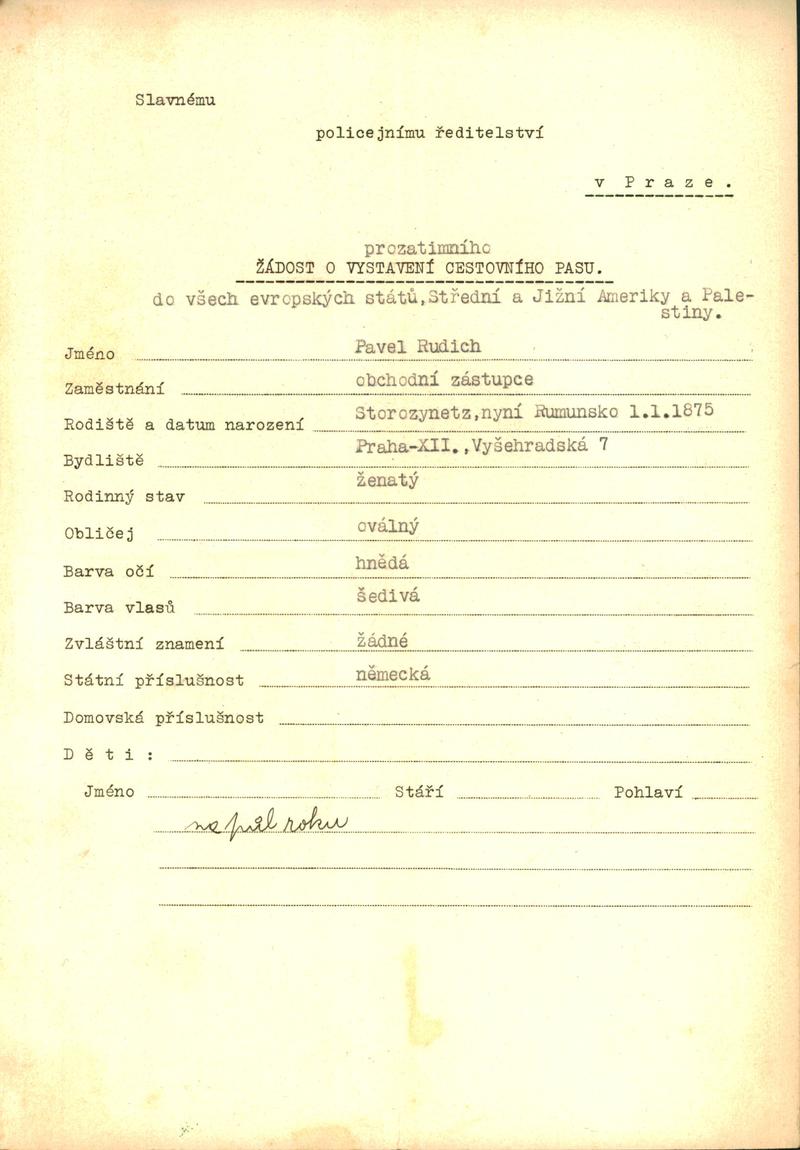 Slavnému
policejnímu ředitelství
v P r a z e .
prozatimního
ŽÁDOST O VYSTAVENÍ CESTOVNÍHO PASU.
do všech evropských států,Střední a Jižní Ameriky a Pale-
stiny.
Jméno Pavel Rudich
Zaměstnání obchodní zástupce
Rodiště a datum narození Storozynetz,nyní Rumunsko 1.1.1875
Bydliště Praha-XII.,Vyšehradská 7
Rodinný stav ženatý
Obličej oválný
Barva očí hnědá
Barva vlasů šedivá
Zvláštní znamení žádné
Státní příslušnost německá
Domovská příslušnost
D ě t i :
Jméno Stáří Pohlaví
na půl roku